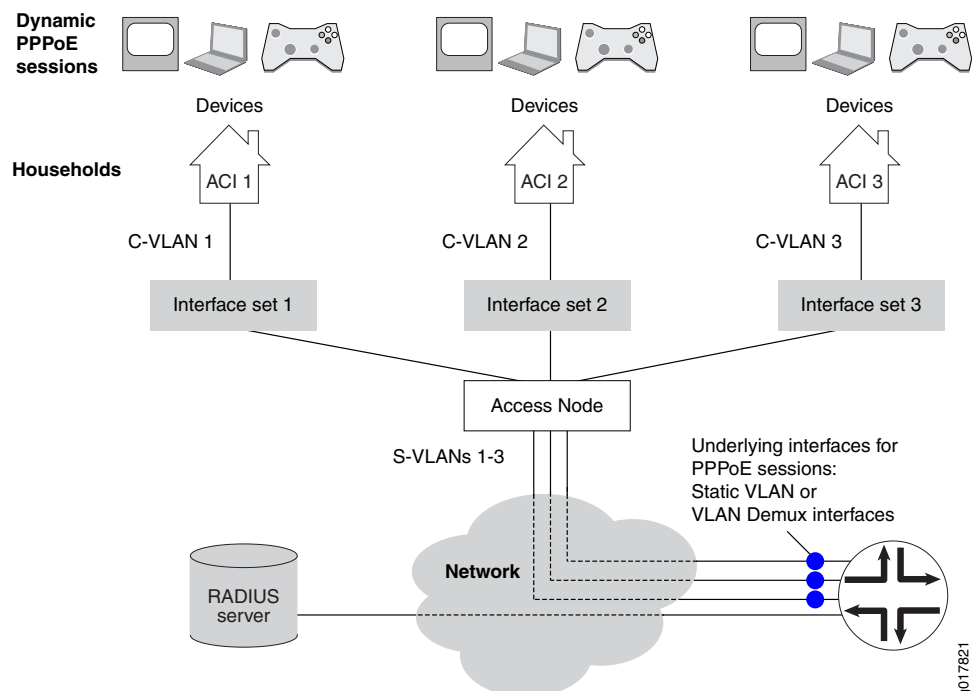 Dynamic
PPPoE
sessions
Devices
Devices
Devices
Households
ACI 1
ACI 2
ACI 3
C-VLAN 1
C-VLAN 2
C-VLAN 3
Interface set 1
Interface set 2
Interface set 3
Access Node
S-VLANs 1-3
Underlying interfaces for
PPPoE sessions:
Static VLAN or
VLAN Demux interfaces
Network
RADIUS
server
g017821